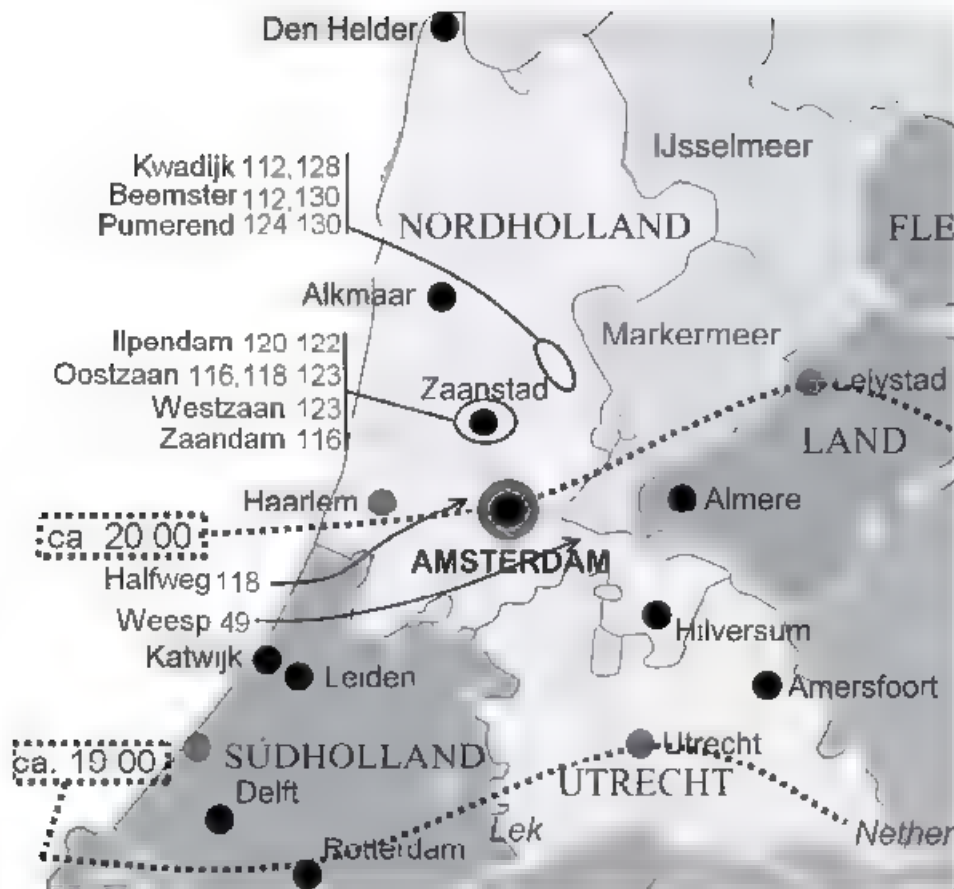 Den Helder
IJsselmeer
Kwadijk 112,128
Beemster 112,130
Pumerend 124 130
NORDHOLLAND
FLE
Alkmaar
Markermeer
Ilpendam 120 122
Oostzaan 116,118 123
Westzaan 123
Zaandam 116
Zaanstad
Lelystad
LAND
Haarlem
Almere
ca 20 00
AMSTERDAM
Halfweg 118
Weesp 49
Hilversum
Katwijk
Leiden
Amersfoort
ca. 19 00
SÜDHOLLAND
Utrecht
UTRECHT
Delft
Lek
Nether
Rotterdam